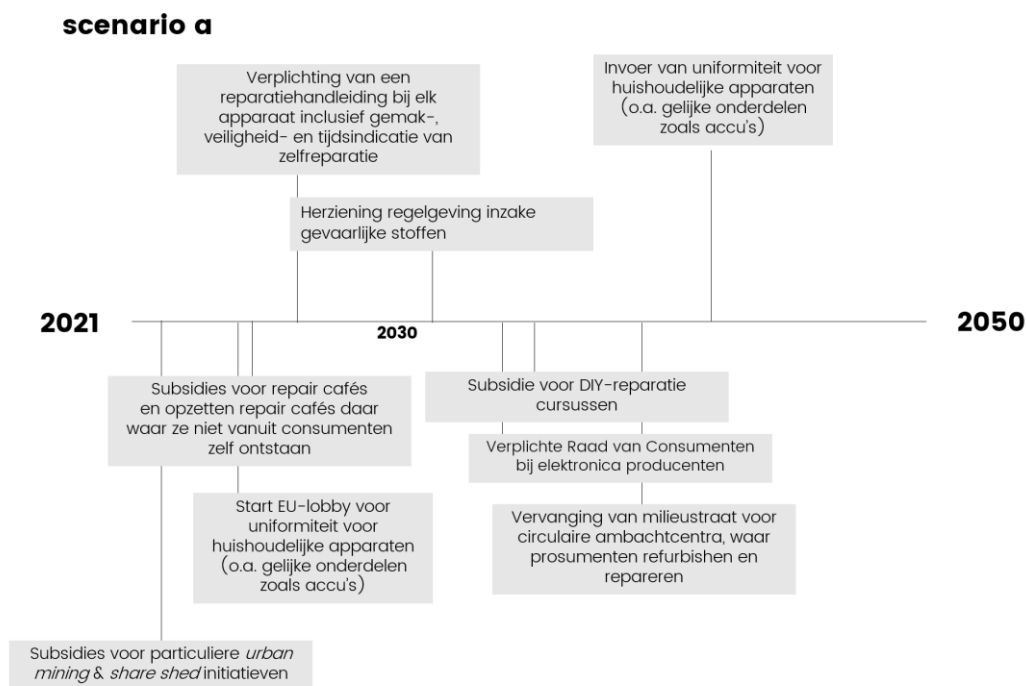 scenario a
Verplichting van een
reparatiehandleiding bij elk
apparaat inclusief gemak-,
veiligheid- en tijdsindicatie van
zelfreparatie
Invoer van uniformiteit voor
huishoudelijke apparaten
(o.a. gelijke onderdelen
zoals accu's)
Herziening regelgeving inzake
gevaarlijke stoffen
2021
2030
2050
Subsidies voor repair cafés
en opzetten repair cafés daar
waar ze niet vanuit consumenten
zelf ontstaan
Subsidie voor DIY-reparatie
cursussen
Verplichte Raad van Consumenten
bij elektronica producenten
Start EU-lobby voor
uniformiteit voor
huishoudelijke apparaten
(o.a. gelijke onderdelen
zoals accu's)
Vervanging van milieustraat voor
circulaire ambachtcentra, waar
prosumenten refurbishen en
repareren
Subsidies voor particuliere urban
mining & share shed initiatieven